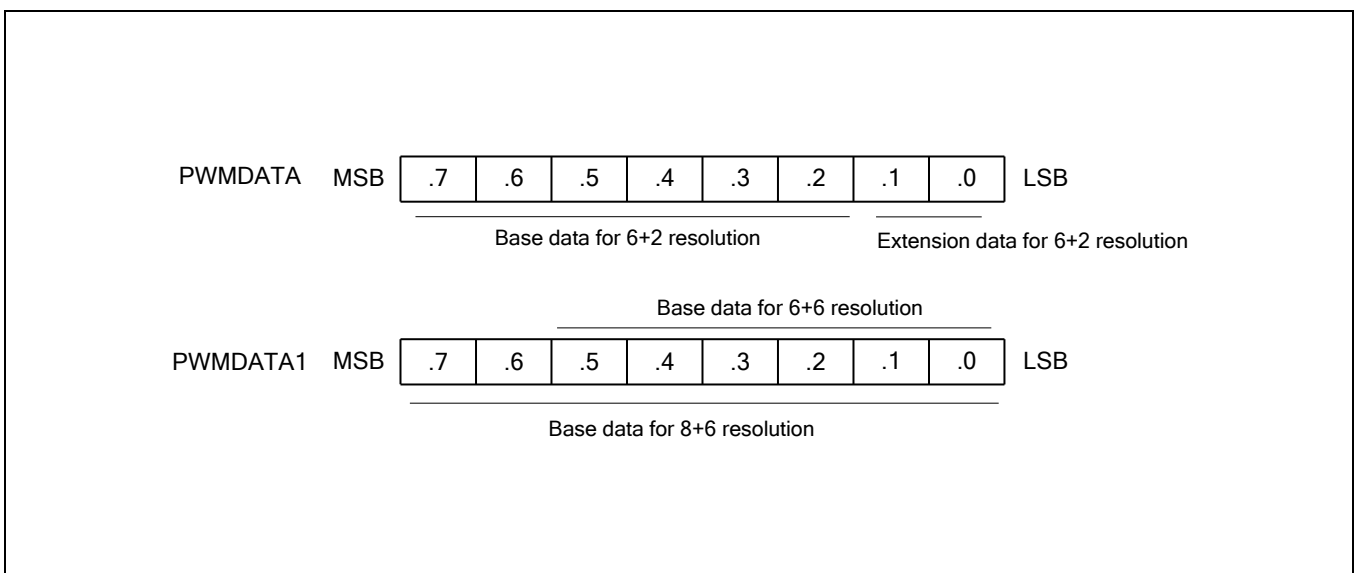 PWMDATA MSB .7 .6 .5 .4 .3 .2 .1 .0 LSB
Base data for 6+2 resolution Extension data for 6+2 resolution
Base data for 6+6 resolution
PWMDATA1 MSB .7 .6 .5 .4 .3 .2 .1 .0 LSB
Base data for 8+6 resolution